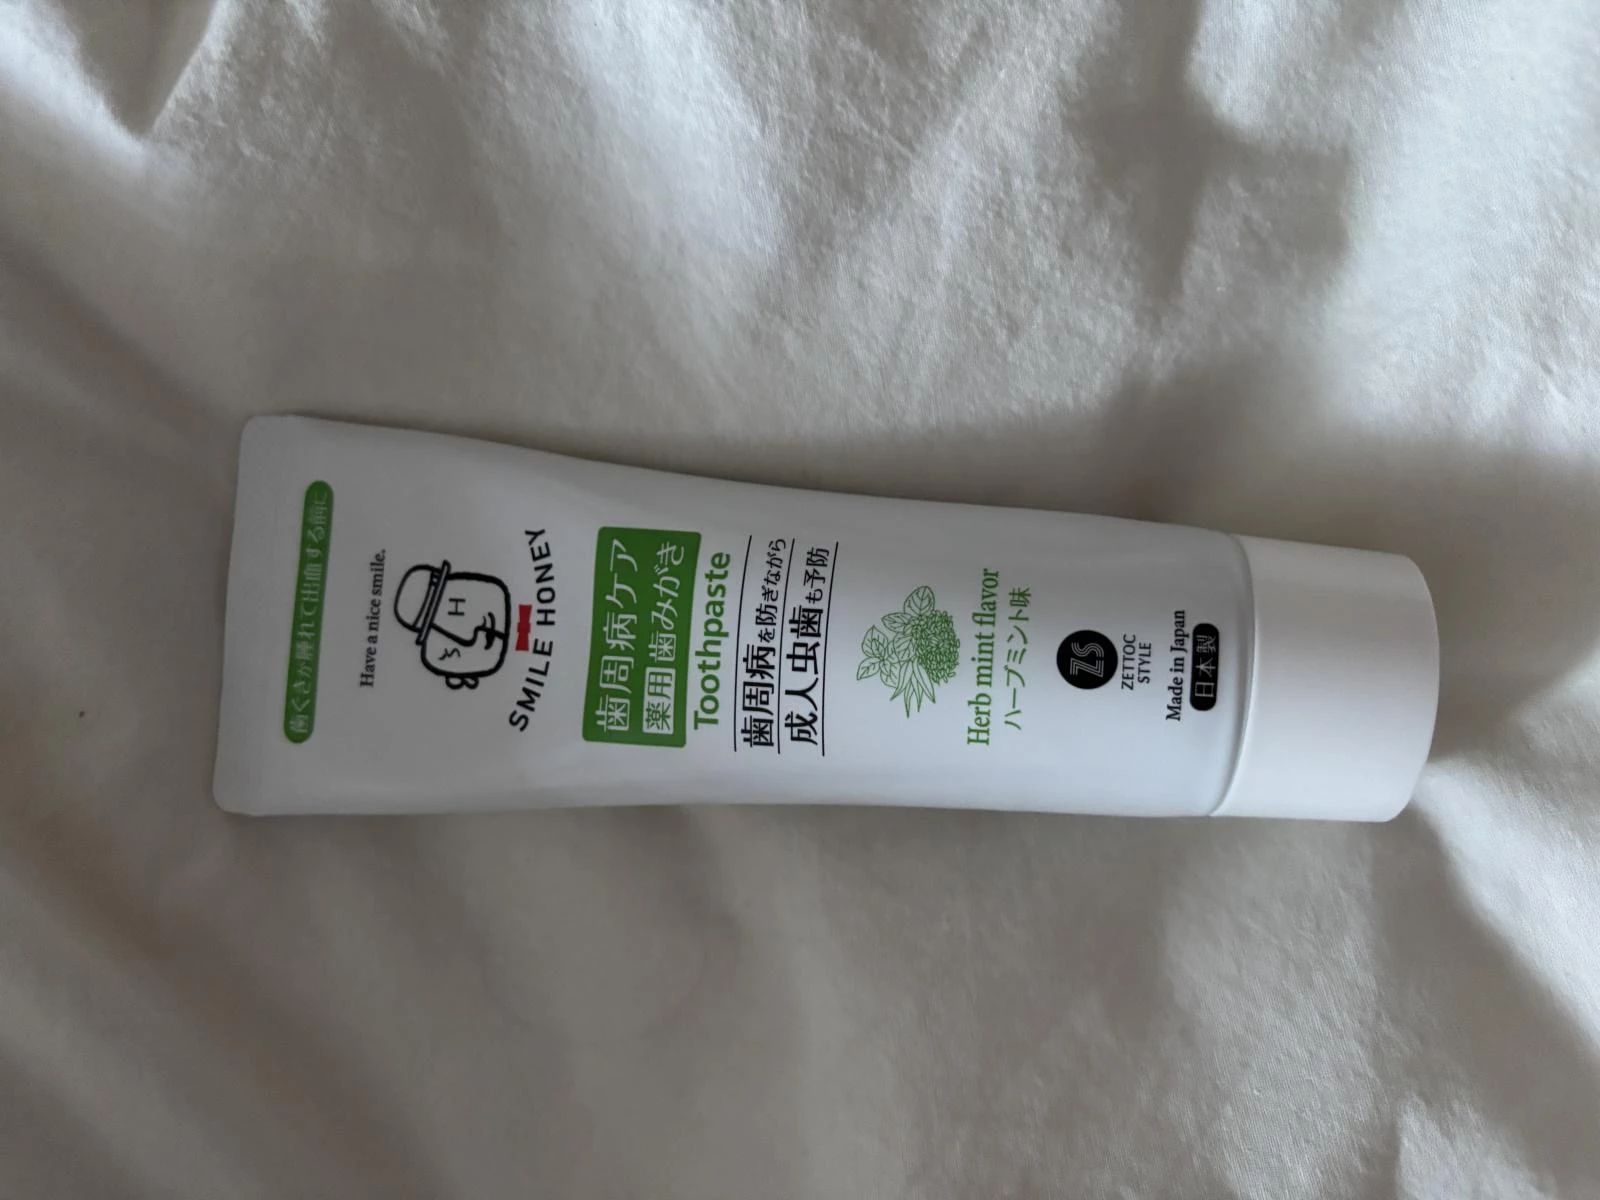 歯ぐきが腫れて出血する前に
Have a nice smile.
H
SMILE HONEY
歯周病ケア
薬用歯みがき
Toothpaste
歯周病を防ぎながら
成人虫歯も予防
Herb mint flavor
ハーブミント味
ZS
ZETTOC
STYLE
Made in Japan
日本製